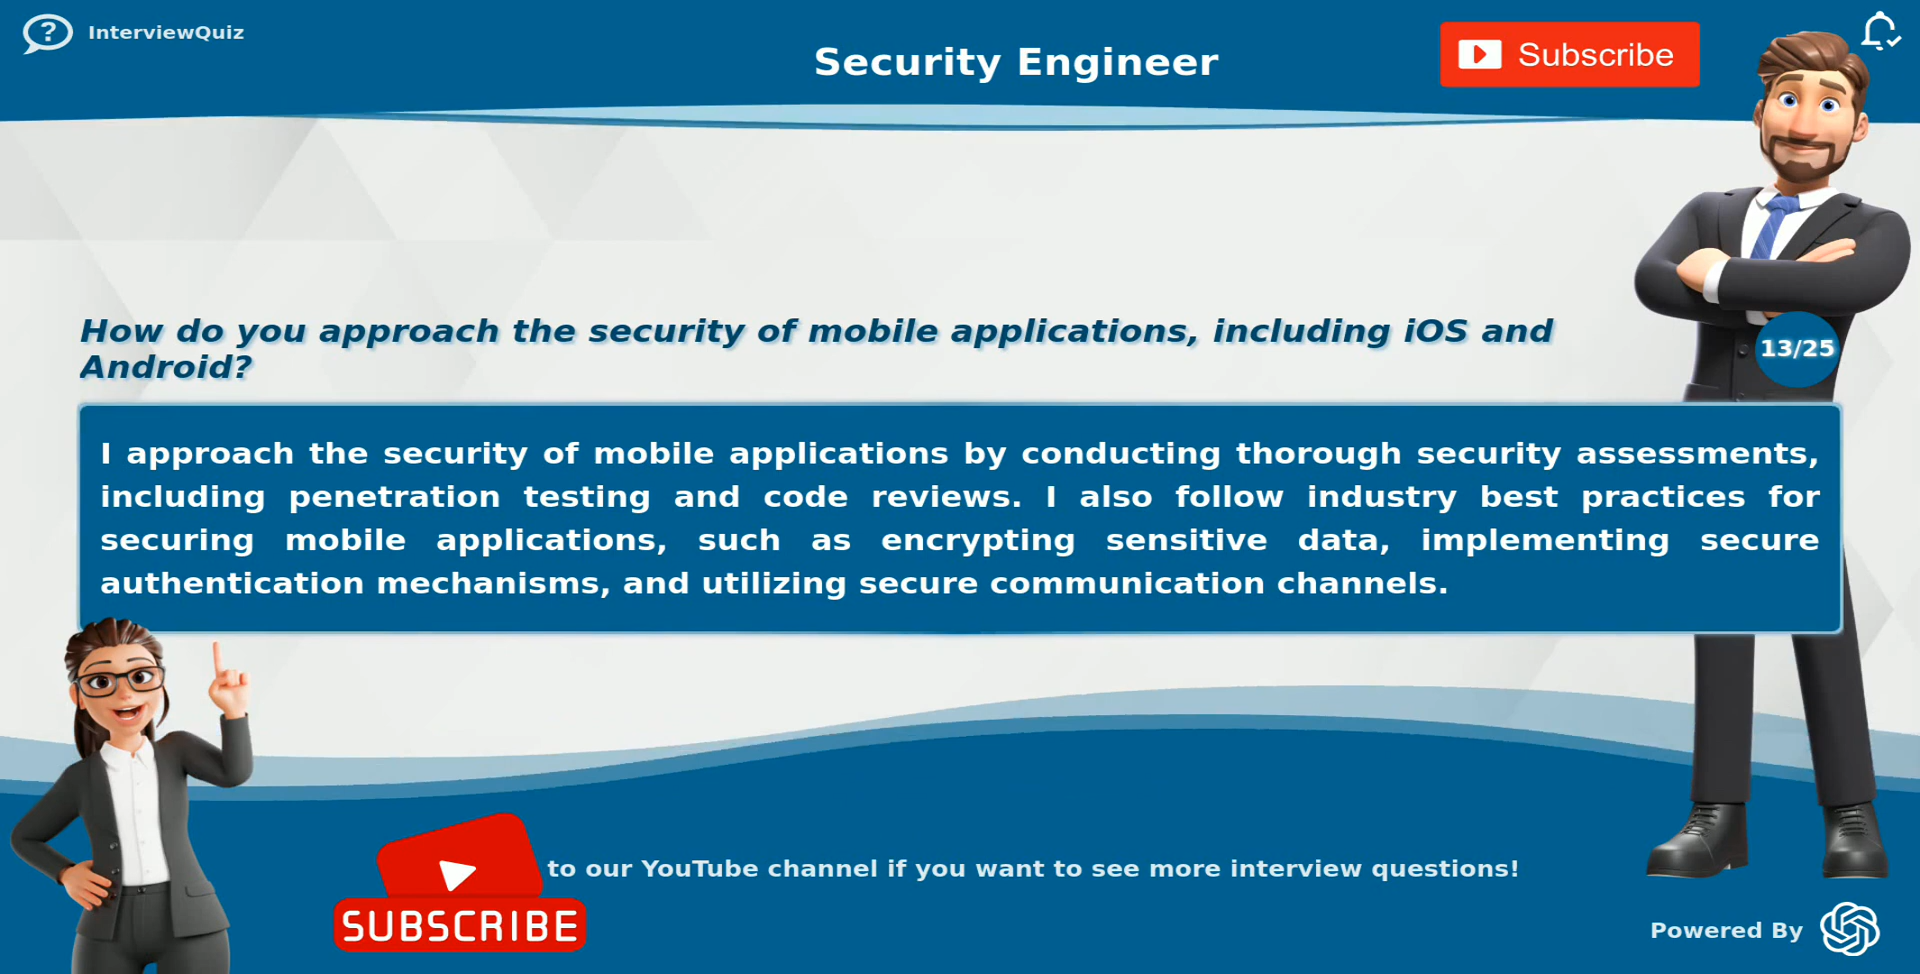 InterviewQuiz
Security Engineer
Subscribe
How do you approach the security of mobile applications, including iOS and
Android?
13/25
I approach the security of mobile applications by conducting thorough security assessments,
including penetration testing and code reviews. I also follow industry best practices for
securing mobile applications, such as encrypting sensitive data, implementing secure
authentication mechanisms, and utilizing secure communication channels.
to our YouTube channel if you want to see more interview questions!
SUBSCRIBE
Powered By